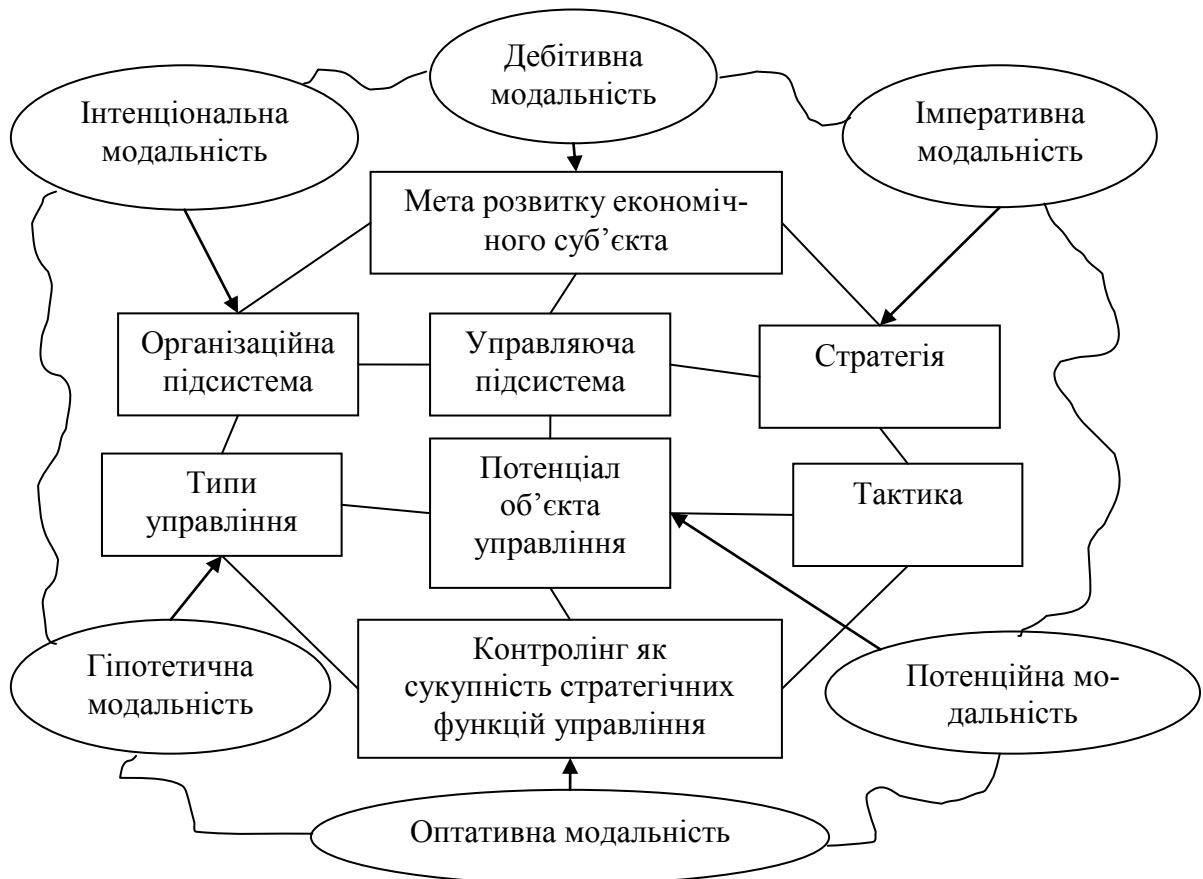 Дебітивна
модальність
Інтенціональна
модальність
Імперативна
модальність
Мета розвитку економіч-
ного суб’єкта
Організаційна
підсистема
Управляюча
підсистема
Стратегія
Типи
управління
Потенціал
об’єкта
управління
Тактика
Гіпотетична
модальність
Контролінг як
сукупність стратегічних
функцій управління
Потенційна мо-
дальність
Оптативна модальність